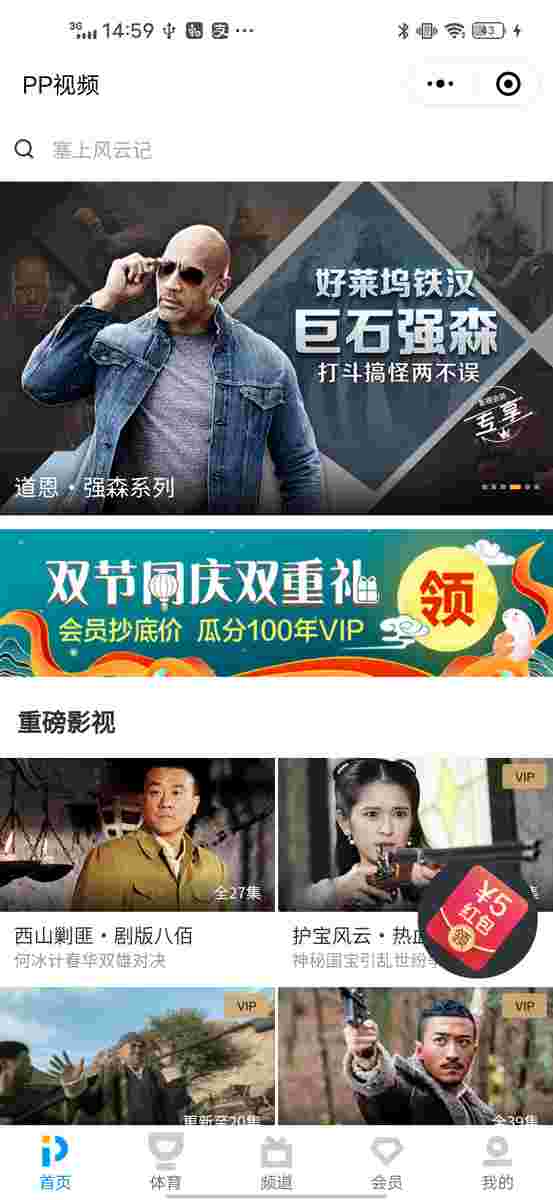 3G 14:59
43
PP视频
塞上风云记
好莱坞铁汉
巨石强森
打斗搞怪两不误
专享
道恩·强森系列
双节同庆双重礼
领
会员抄底价 瓜分100年VIP
重磅影视
VIP
全27集
¥5
红包
领
西山剿匪·剧版八佰
护宝风云·热
何冰计春华双雄对决
神秘国宝引乱世纷
VIP
VIP
更新至20集
全39集
首页
体育
频道
会员
我的